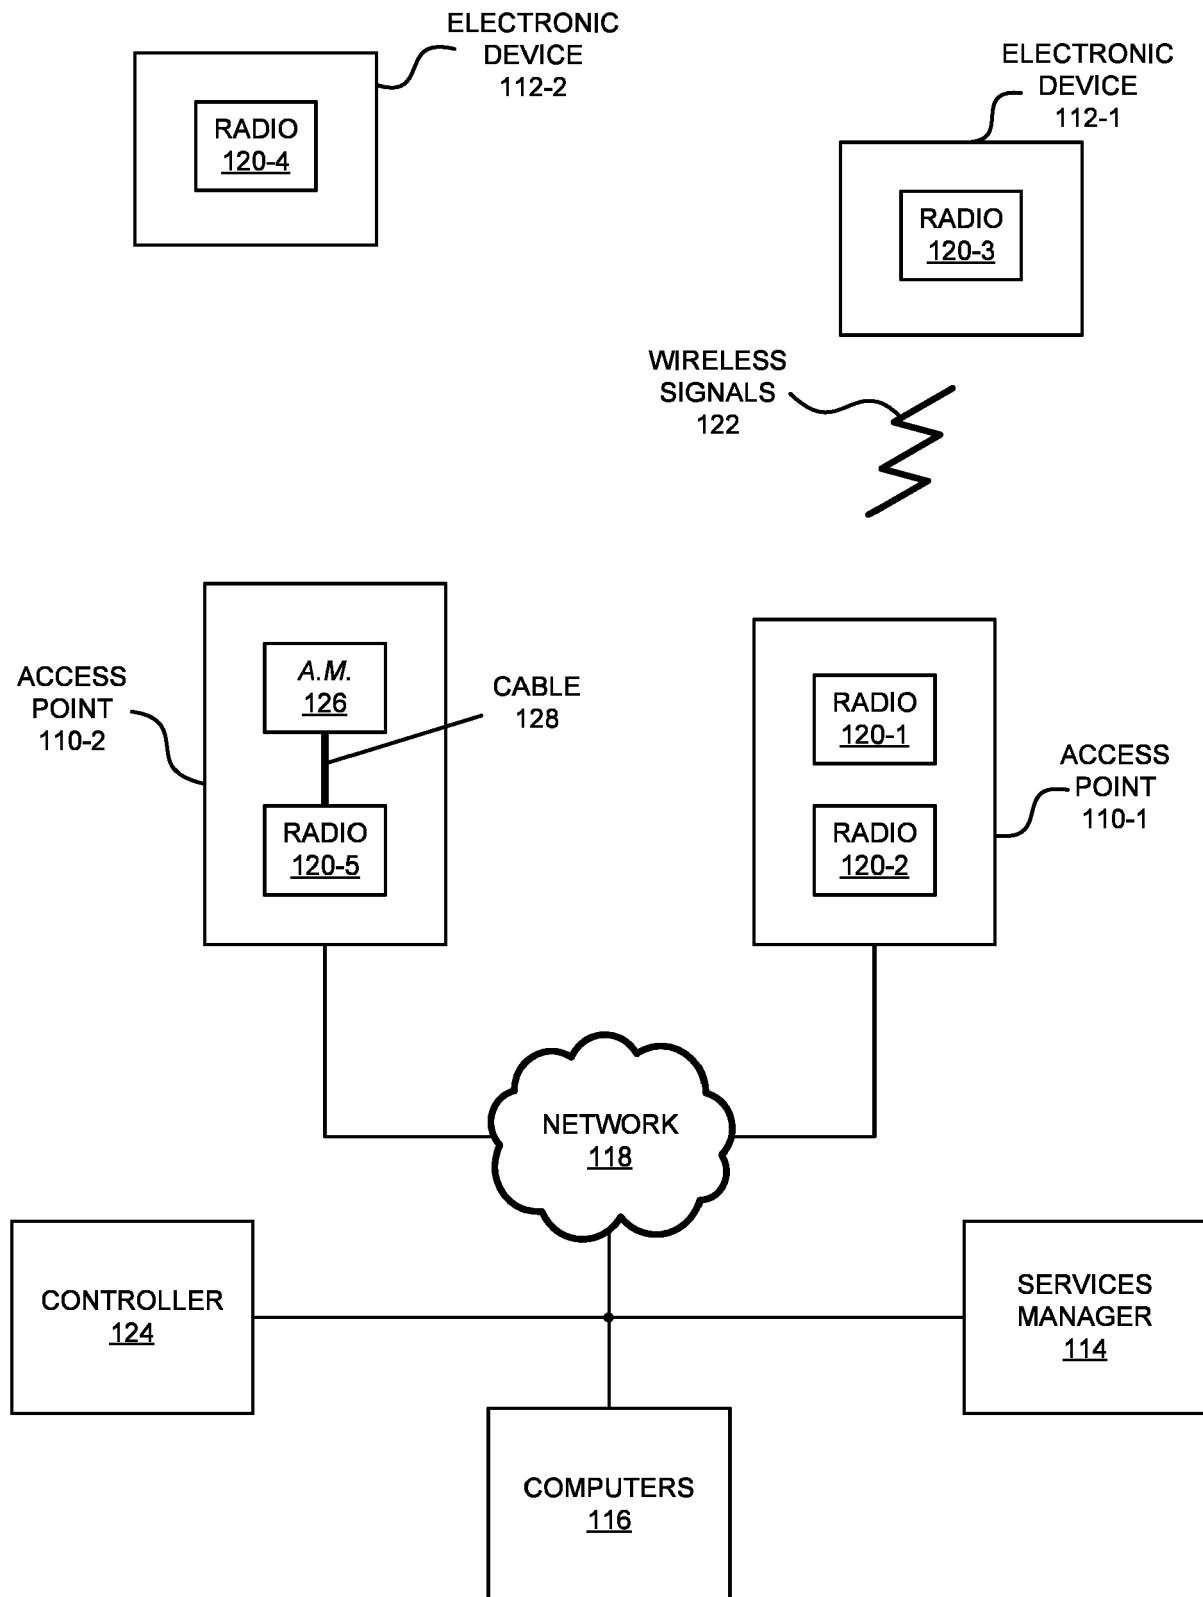 ELECTRONIC
DEVICE
112-2
RADIO
120-4
ELECTRONIC
DEVICE
112-1
RADIO
120-3
WIRELESS
SIGNALS
122
ACCESS
POINT
110-2
A.M.
126
CABLE
128
RADIO
120-5
RADIO
120-1
RADIO
120-2
ACCESS
POINT
110-1
NETWORK
118
CONTROLLER
124
SERVICES
MANAGER
114
COMPUTERS
116